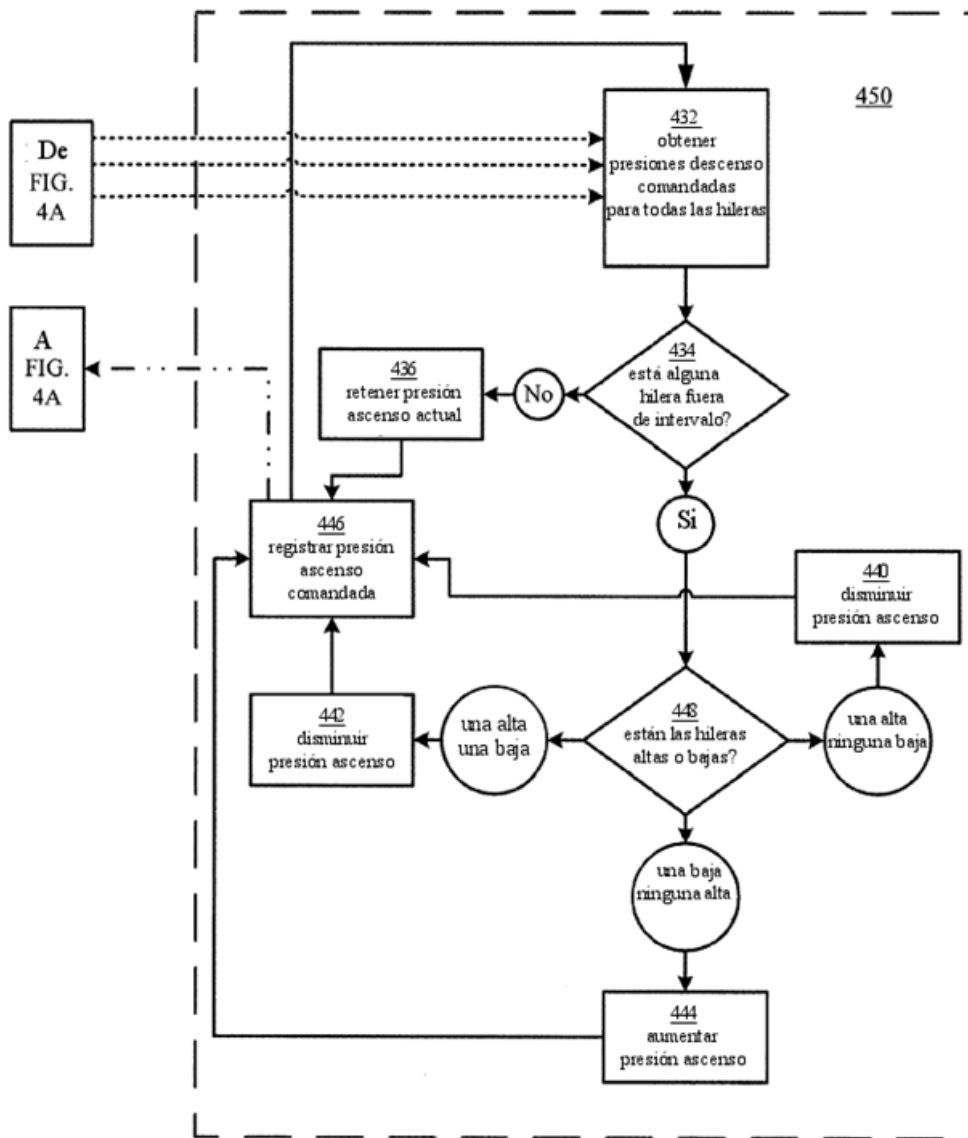 450
De
FIG.
4A
432
obtener
presiones descenso
comandadas
para todas las hileras
A
FIG.
4A
434
está alguna
hilera fuera
de intervalo?
No
436
retener presión
ascenso actual
Si
446
registrar presión
ascenso
comandada
440
disminuir
presión ascenso
448
están las hileras
altas o bajas?
una alta
ninguna baja
una alta
una baja
442
disminuir
presión ascenso
una baja
ninguna alta
444
aumentar
presión ascenso